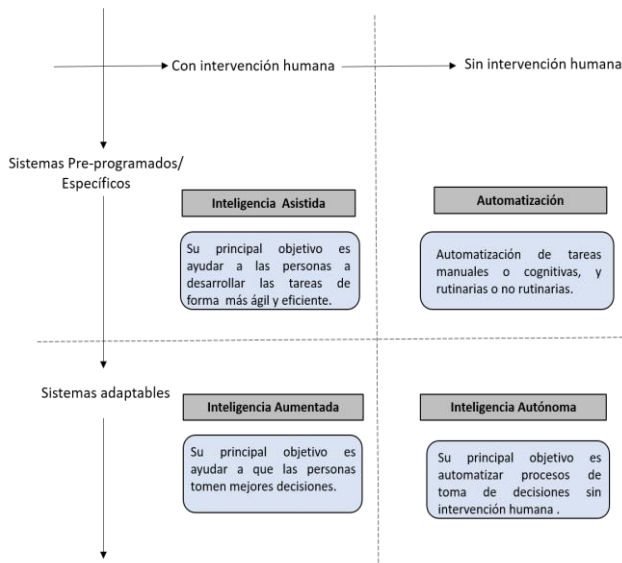 Con intervención humana
Sin intervención humana
Sistemas Pre-programados/
Específicos
Inteligencia Asistida
Su principal objetivo es
ayudar a las personas a
desarrollar las tareas de
forma más ágil y eficiente.
Automatización
Automatización de tareas
manuales o cognitivas, y
rutinarias o no rutinarias.
Sistemas adaptables
Inteligencia Aumentada
Su principal objetivo es
ayudar a que las personas
tomen mejores decisiones.
Inteligencia Autónoma
Su principal objetivo es
automatizar procesos de
toma de decisiones sin
intervención humana .